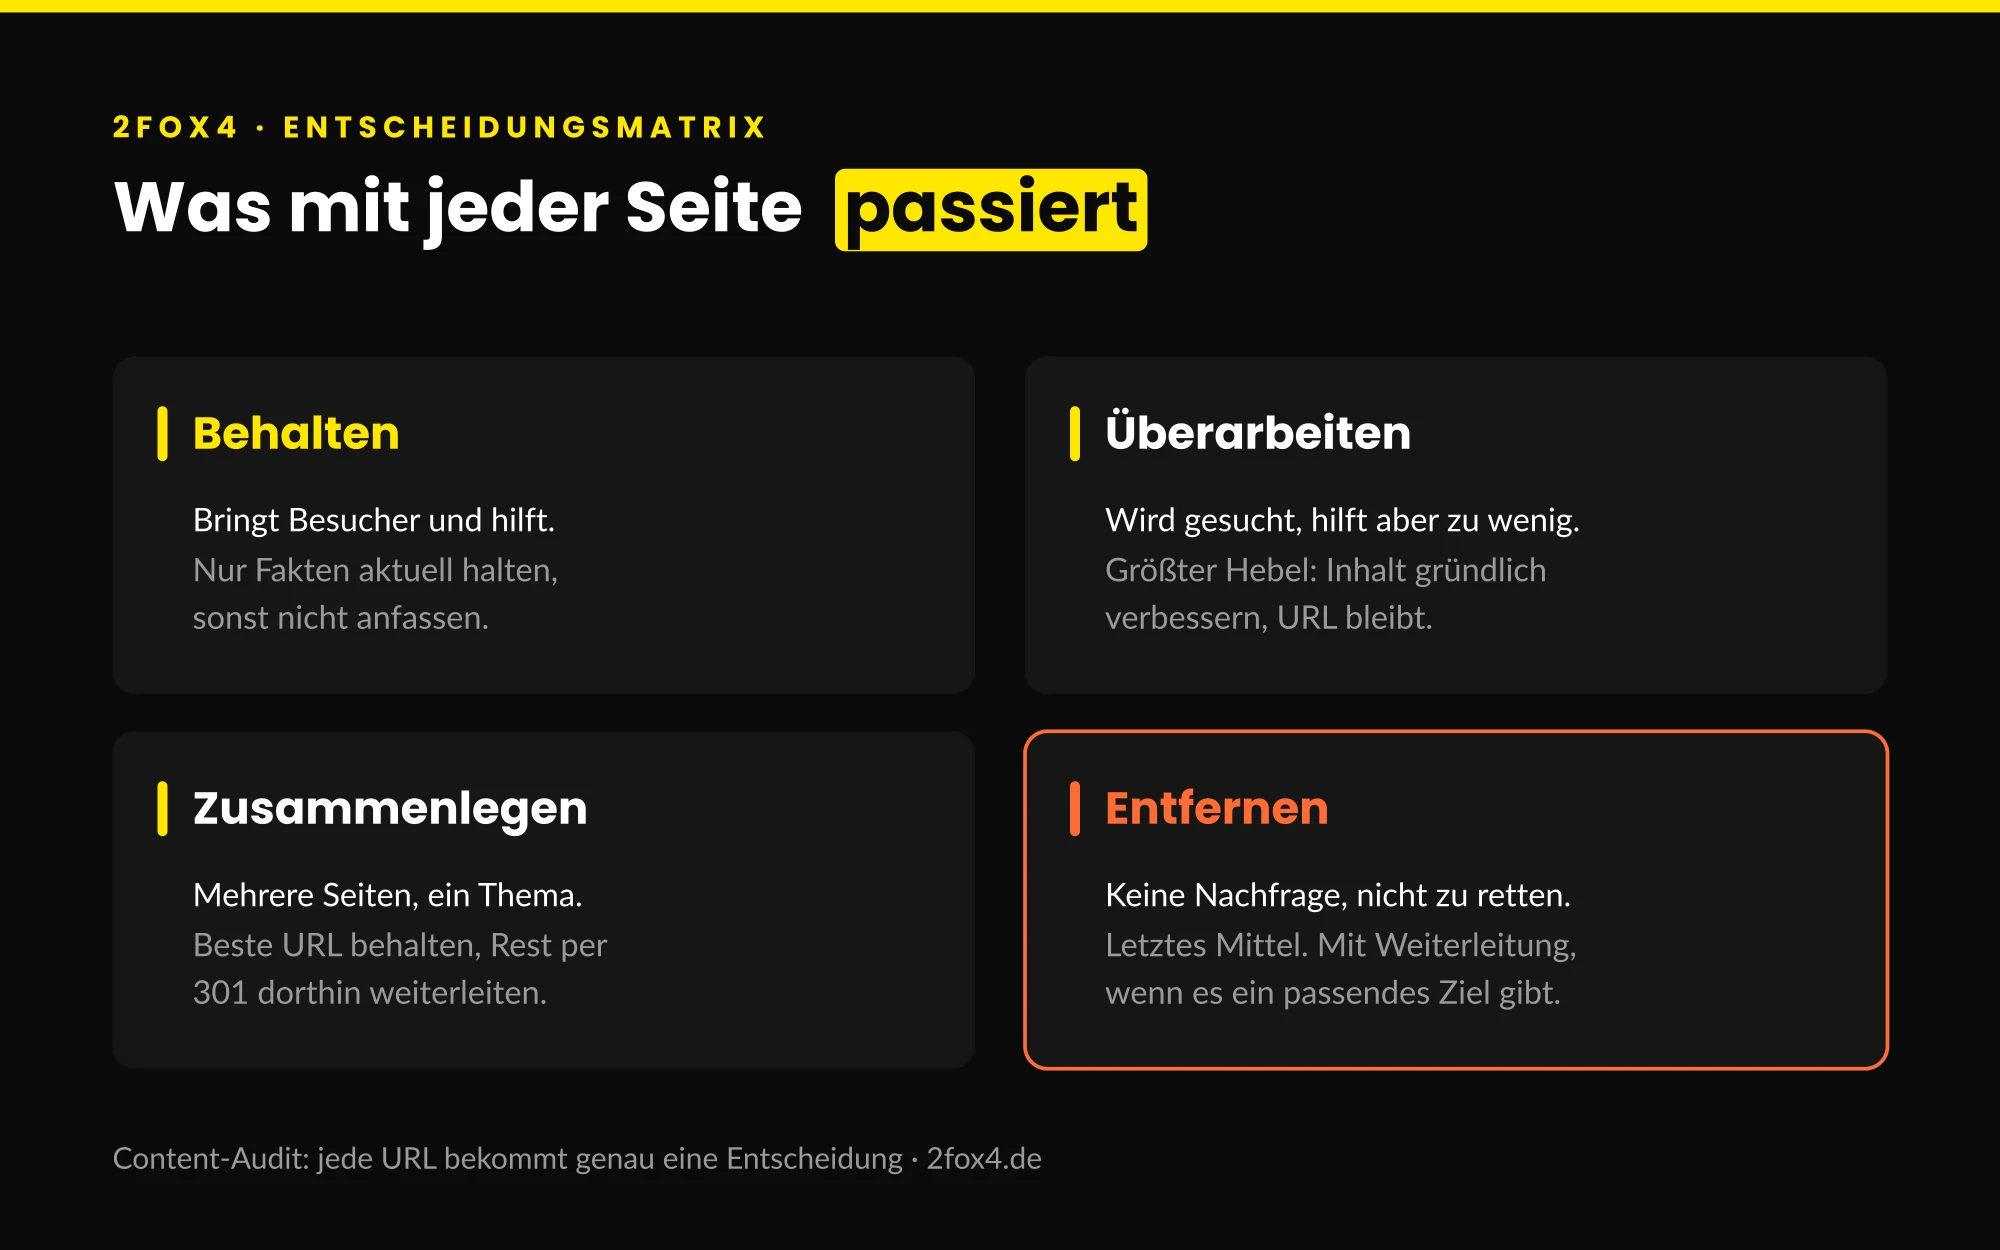 2FOX4 · ENTSCHEIDUNGSMATRIX
Was mit jeder Seite passiert
Behalten
Bringt Besucher und hilft.
Nur Fakten aktuell halten,
sonst nicht anfassen.
Überarbeiten
Wird gesucht, hilft aber zu wenig.
Größter Hebel: Inhalt gründlich
verbessern, URL bleibt.
Zusammenlegen
Mehrere Seiten, ein Thema.
Beste URL behalten, Rest per
301 dorthin weiterleiten.
Entfernen
Keine Nachfrage, nicht zu retten.
Letztes Mittel. Mit Weiterleitung,
wenn es ein passendes Ziel gibt.
Content-Audit: jede URL bekommt genau eine Entscheidung · 2fox4.de